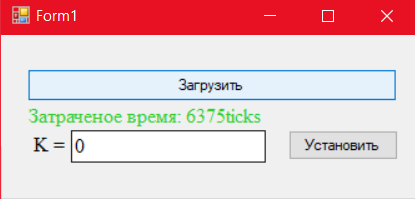 Form1
Загрузить
Затраченое время: 6375ticks
K = 0
Установить